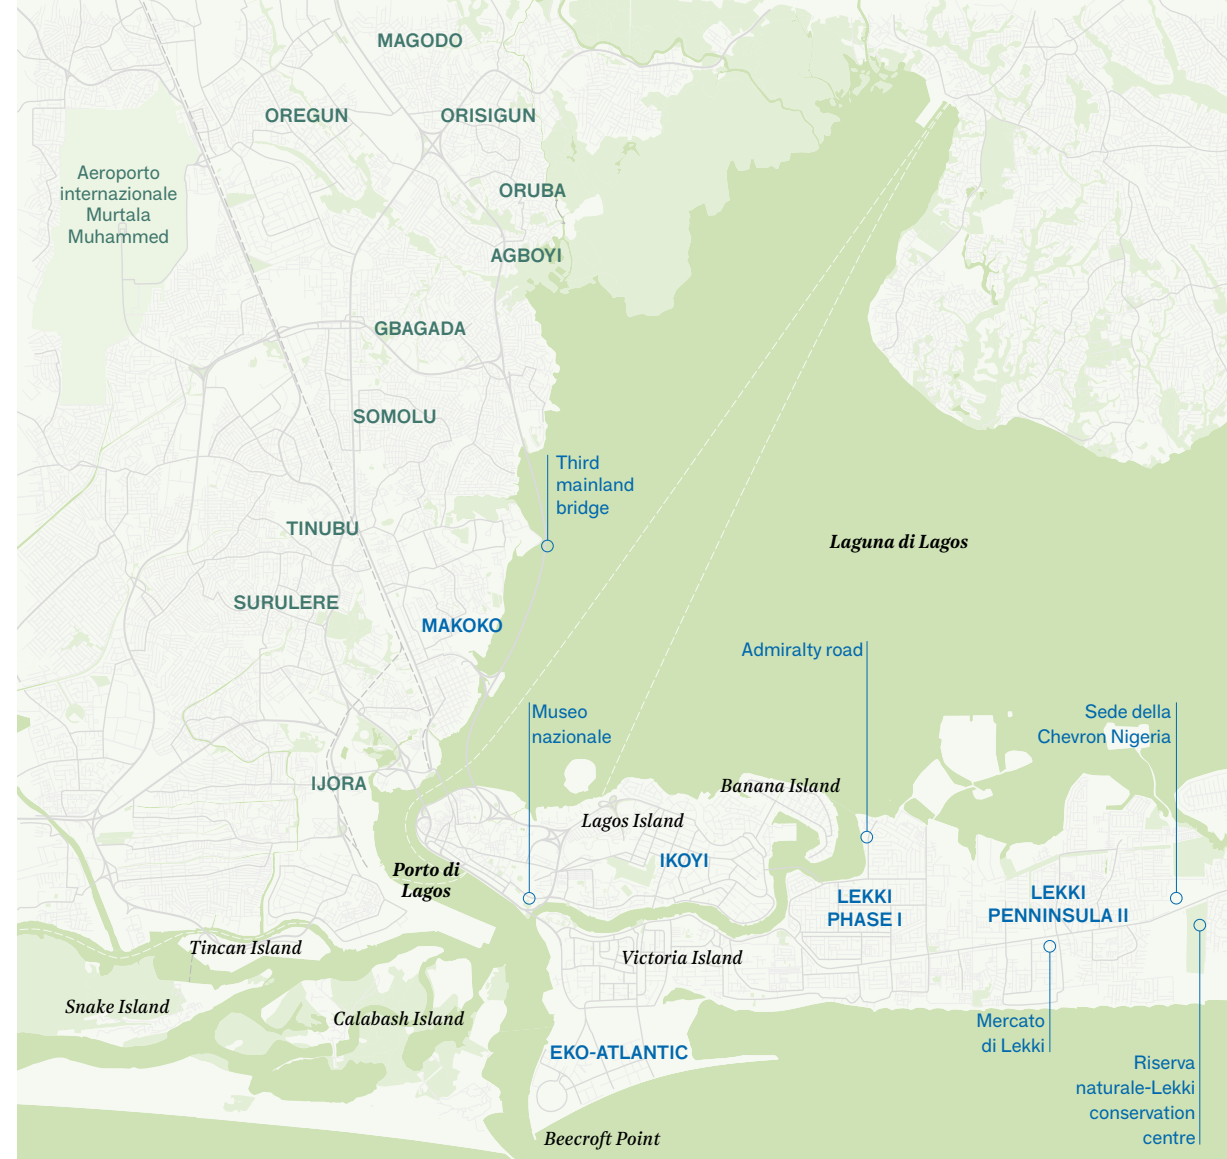 MAGODO
OREGUN
ORISIGUN
Aeroporto
internazionale
Murtala
Muhammed
ORUBA
AGBOYI
GBAGADA
SOMOLU
Third
mainland
bridge
TINUBU
Laguna di Lagos
SURULERE
MAKOKO
Admiralty road
Museo
nazionale
Sede della
Chevron Nigeria
IJORA
Banana Island
Lagos Island
IKOYI
Porto di
Lagos
LEKKI
PHASE I
LEKKI
PENNINSULA II
Tincan Island
Victoria Island
Snake Island
Calabash Island
Mercato
di Lekki
EKO-ATLANTIC
Riserva
naturale-Lekki
conservation
centre
Beecroft Point